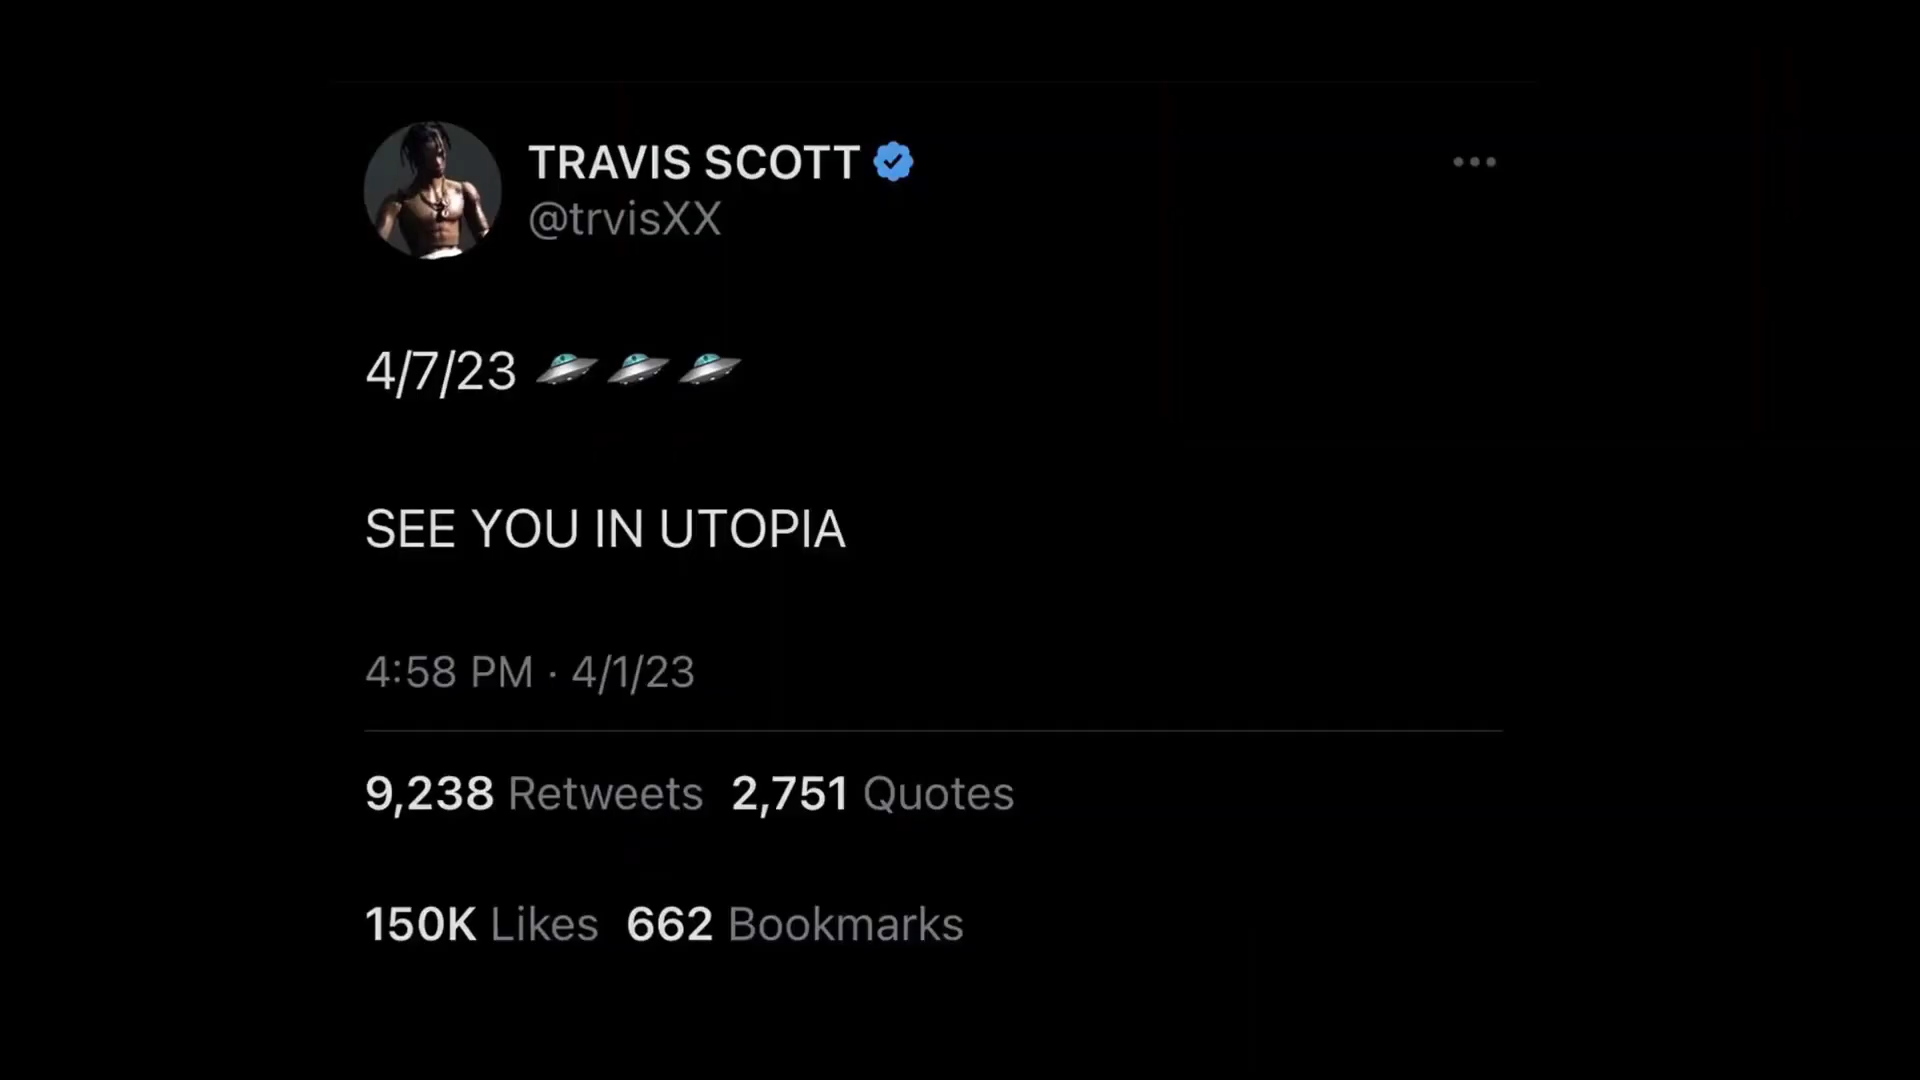 TRAVIS SCOTT
@trvisXX
4/7/23 🛸🛸🛸
SEE YOU IN UTOPIA
4:58 PM · 4/1/23
9,238 Retweets 2,751 Quotes
150K Likes 662 Bookmarks